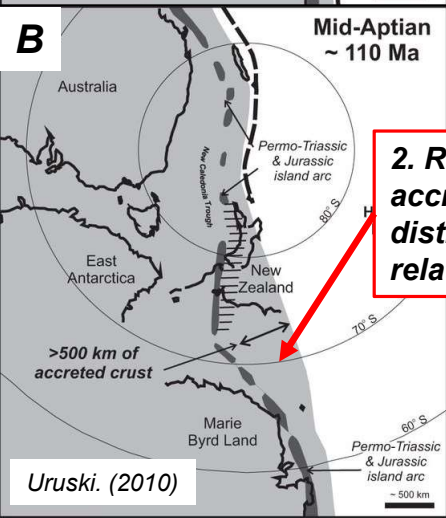 B
Mid-Aptian
~ 110 Ma
Australia
New Caledonia Trough
Permo-Triassic
& Jurassic
island arc
80° S
2. R
accr
dist
rela
H
East
Antarctica
New
Zealand
70° S
>500 km of
accreted crust
Marie
Byrd Land
60° S
Permo-Triassic
& Jurassic
island arc
Uruski. (2010)
~ 500 km